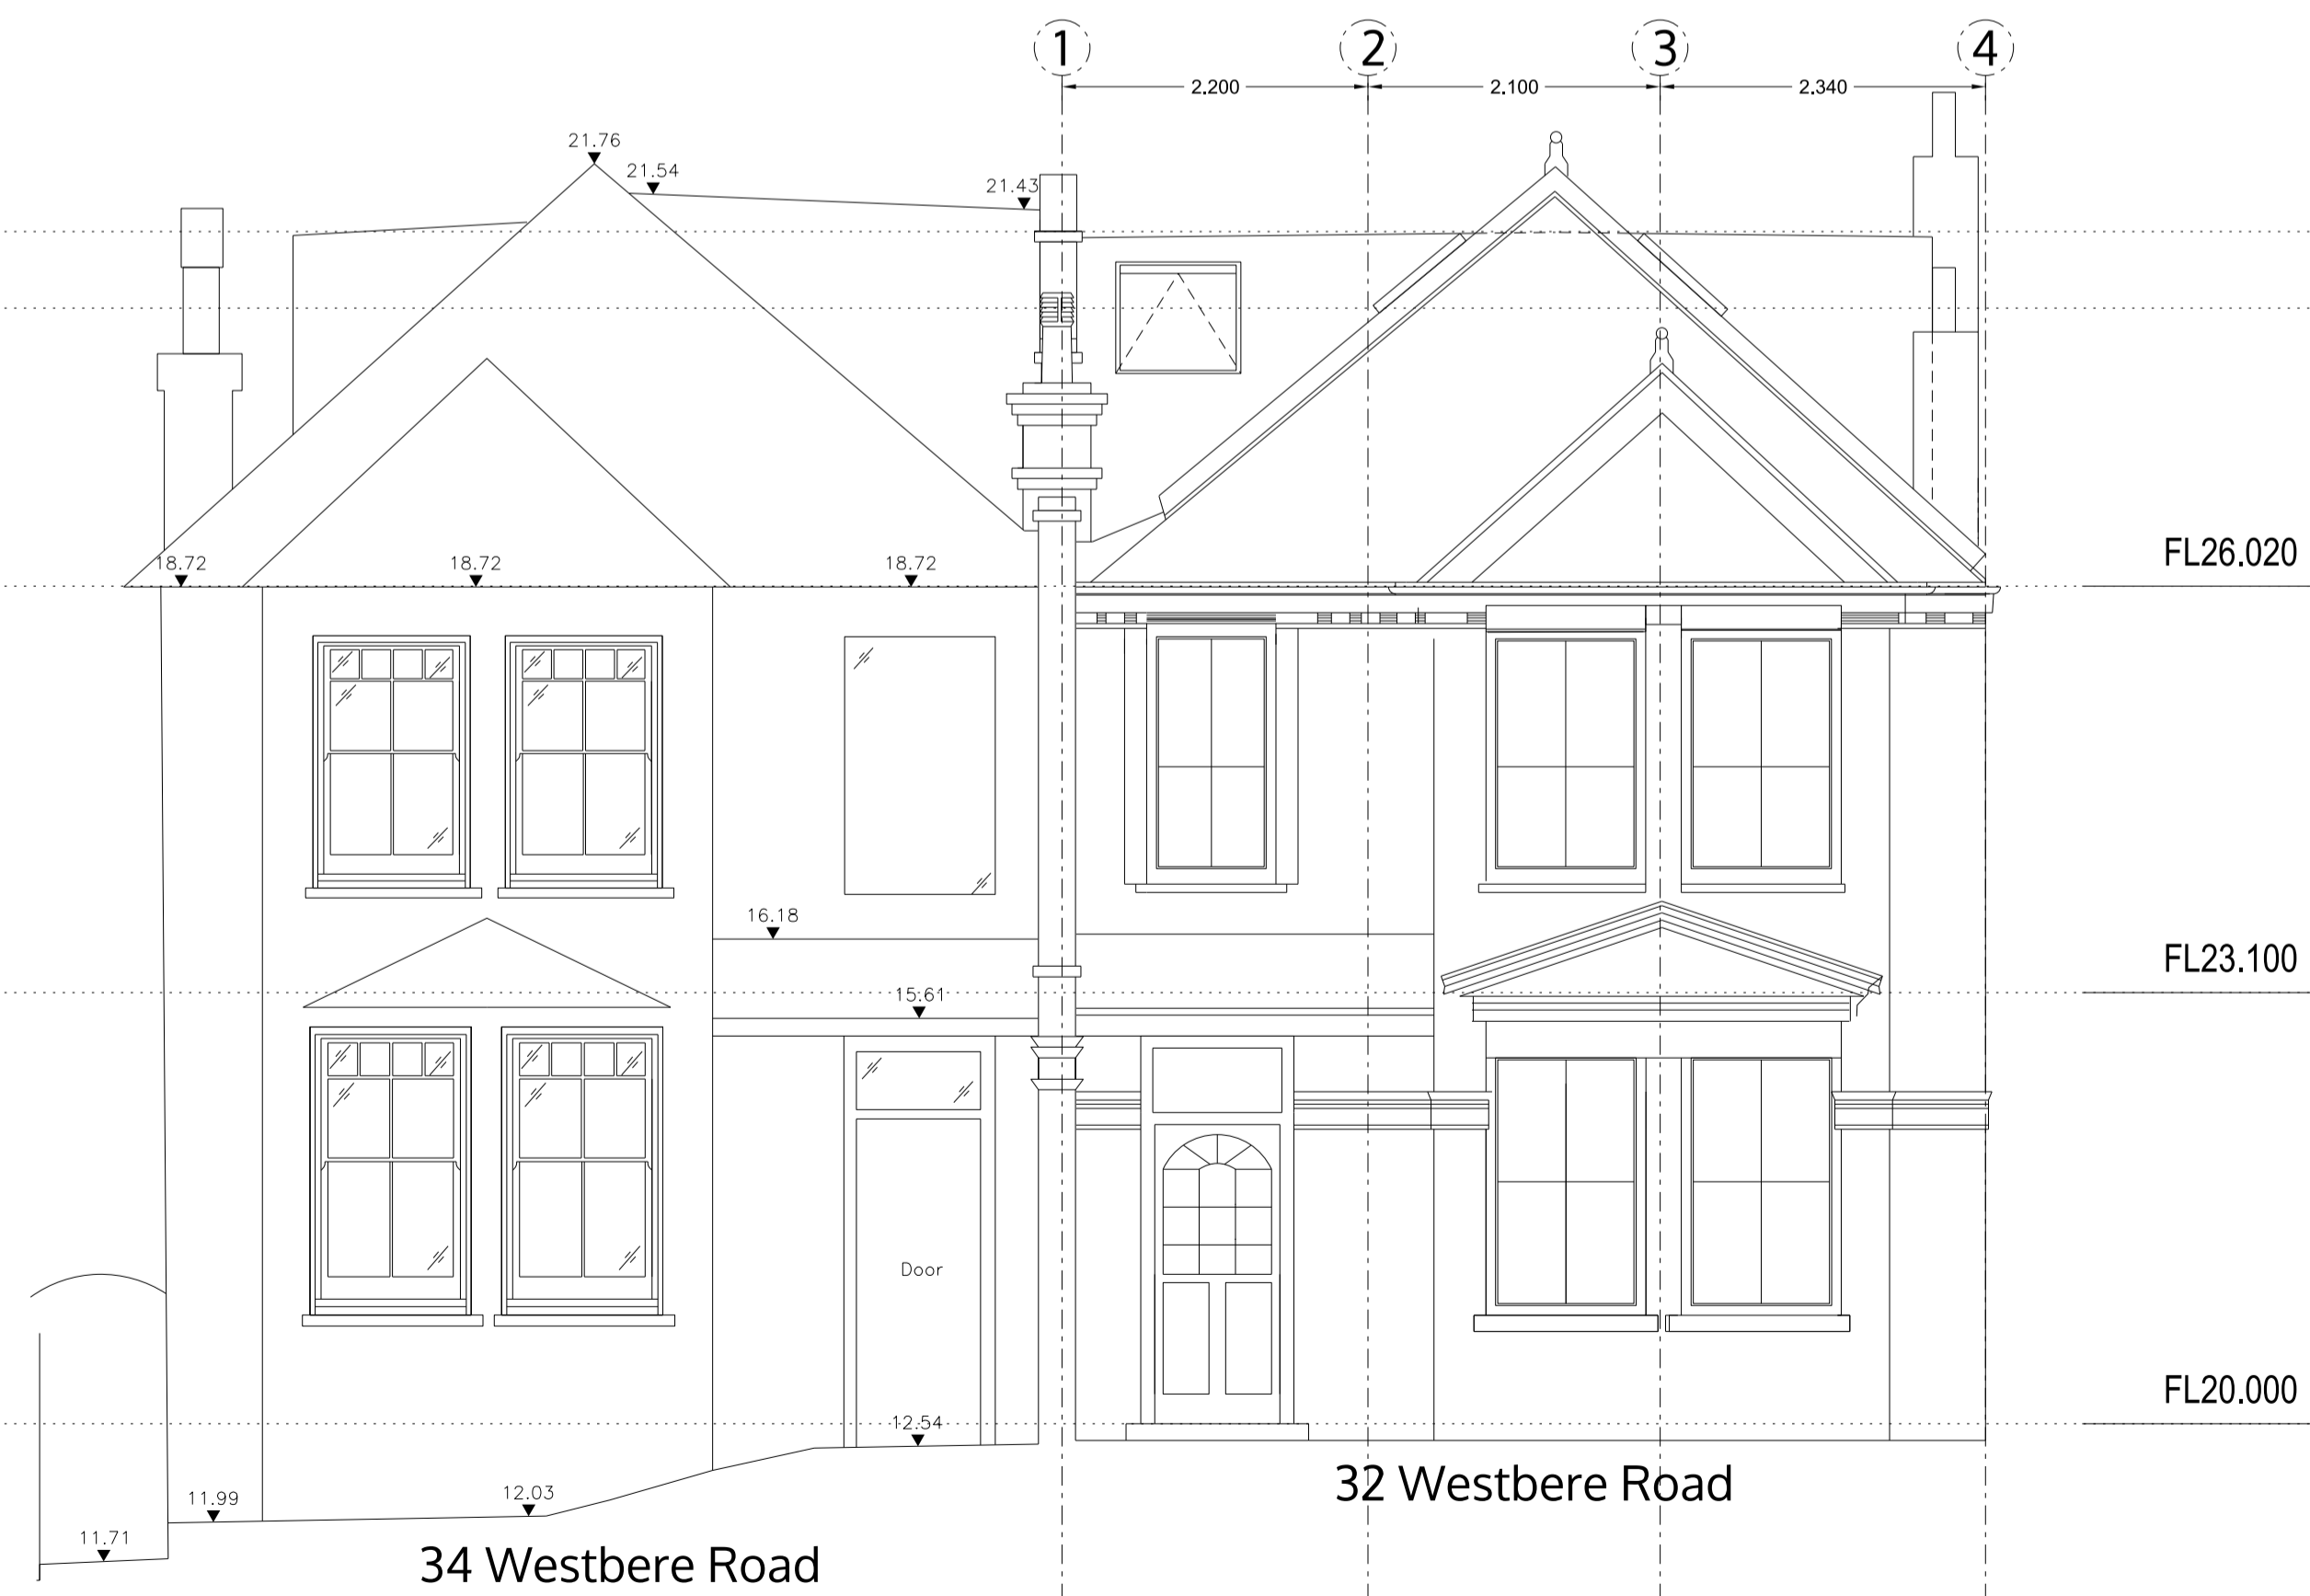 1 2 3 4
2.200 2.100 2.340
21.76
21.54
21.43
FL26.020
18.72 18.72 18.72
16.18
FL23.100
15.61
Door
FL20.000
12.54
32 Westbere Road
11.99 12.03
11.71
34 Westbere Road